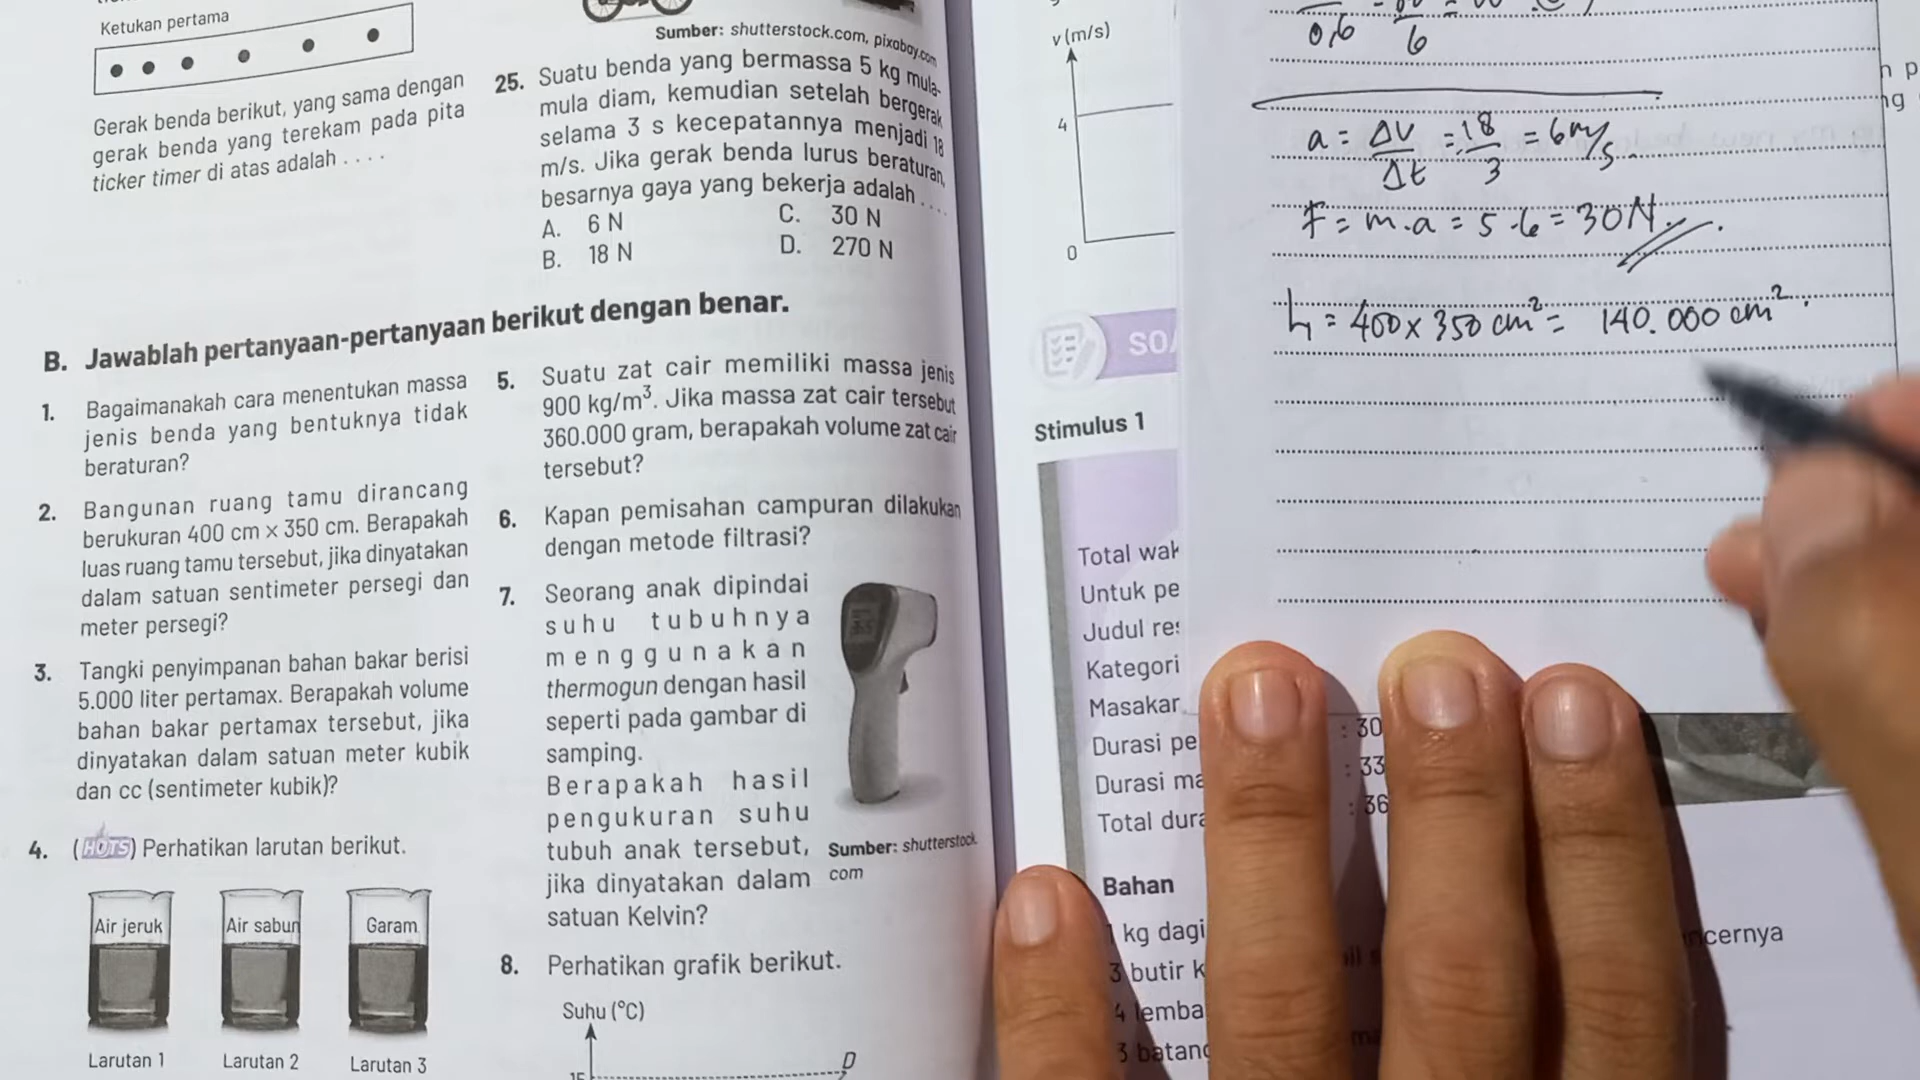 Ketukan pertama
Gerak benda berikut, yang sama dengan
gerak benda yang terekam pada pita
ticker timer di atas adalah . . . .
Sumber: shutterstock.com, pixabay.com
25. Suatu benda yang bermassa 5 kg mula-
mula diam, kemudian setelah bergerak
selama 3 s kecepatannya menjadi 18
m/s. Jika gerak benda lurus beraturan,
besarnya gaya yang bekerja adalah . . . .
A. 6 N
C. 30 N
B. 18 N
D. 270 N
B. Jawablah pertanyaan-pertanyaan berikut dengan benar.
1. Bagaimanakah cara menentukan massa
jenis benda yang bentuknya tidak
beraturan?
2. Bangunan ruang tamu dirancang
berukuran 400 cm × 350 cm. Berapakah
luas ruang tamu tersebut, jika dinyatakan
dalam satuan sentimeter persegi dan
meter persegi?
3. Tangki penyimpanan bahan bakar berisi
5.000 liter pertamax. Berapakah volume
bahan bakar pertamax tersebut, jika
dinyatakan dalam satuan meter kubik
dan cc (sentimeter kubik)?
4. (HOTS) Perhatikan larutan berikut.
Air jeruk
Air sabun
Garam
Larutan 1
Larutan 2
Larutan 3
5. Suatu zat cair memiliki massa jenis
900 kg/m³. Jika massa zat cair tersebut
360.000 gram, berapakah volume zat cair
tersebut?
6. Kapan pemisahan campuran dilakukan
dengan metode filtrasi?
7. Seorang anak dipindai
suhu tubuhnya
menggunakan
thermogun dengan hasil
seperti pada gambar di
samping.
Berapakah hasil
pengukuran suhu
tubuh anak tersebut,
jika dinyatakan dalam
satuan Kelvin?
Sumber: shutterstock.
com
8. Perhatikan grafik berikut.
Suhu (°C)
D
v (m/s)
4
0
SO
Stimulus 1
Total wak
Untuk pe
Judul re
Kategori
Masakar
Durasi pe
: 30
Durasi ma
: 33
Total dura
: 36
Bahan
1 kg dagi
3 butir k
4 lemba
3 batang
ncernya
0,6 6
a = ΔV/Δt = 18/3 = 6 m/s
F = m.a = 5.6 = 30 N
L = 400 x 350 cm² = 140.000 cm².